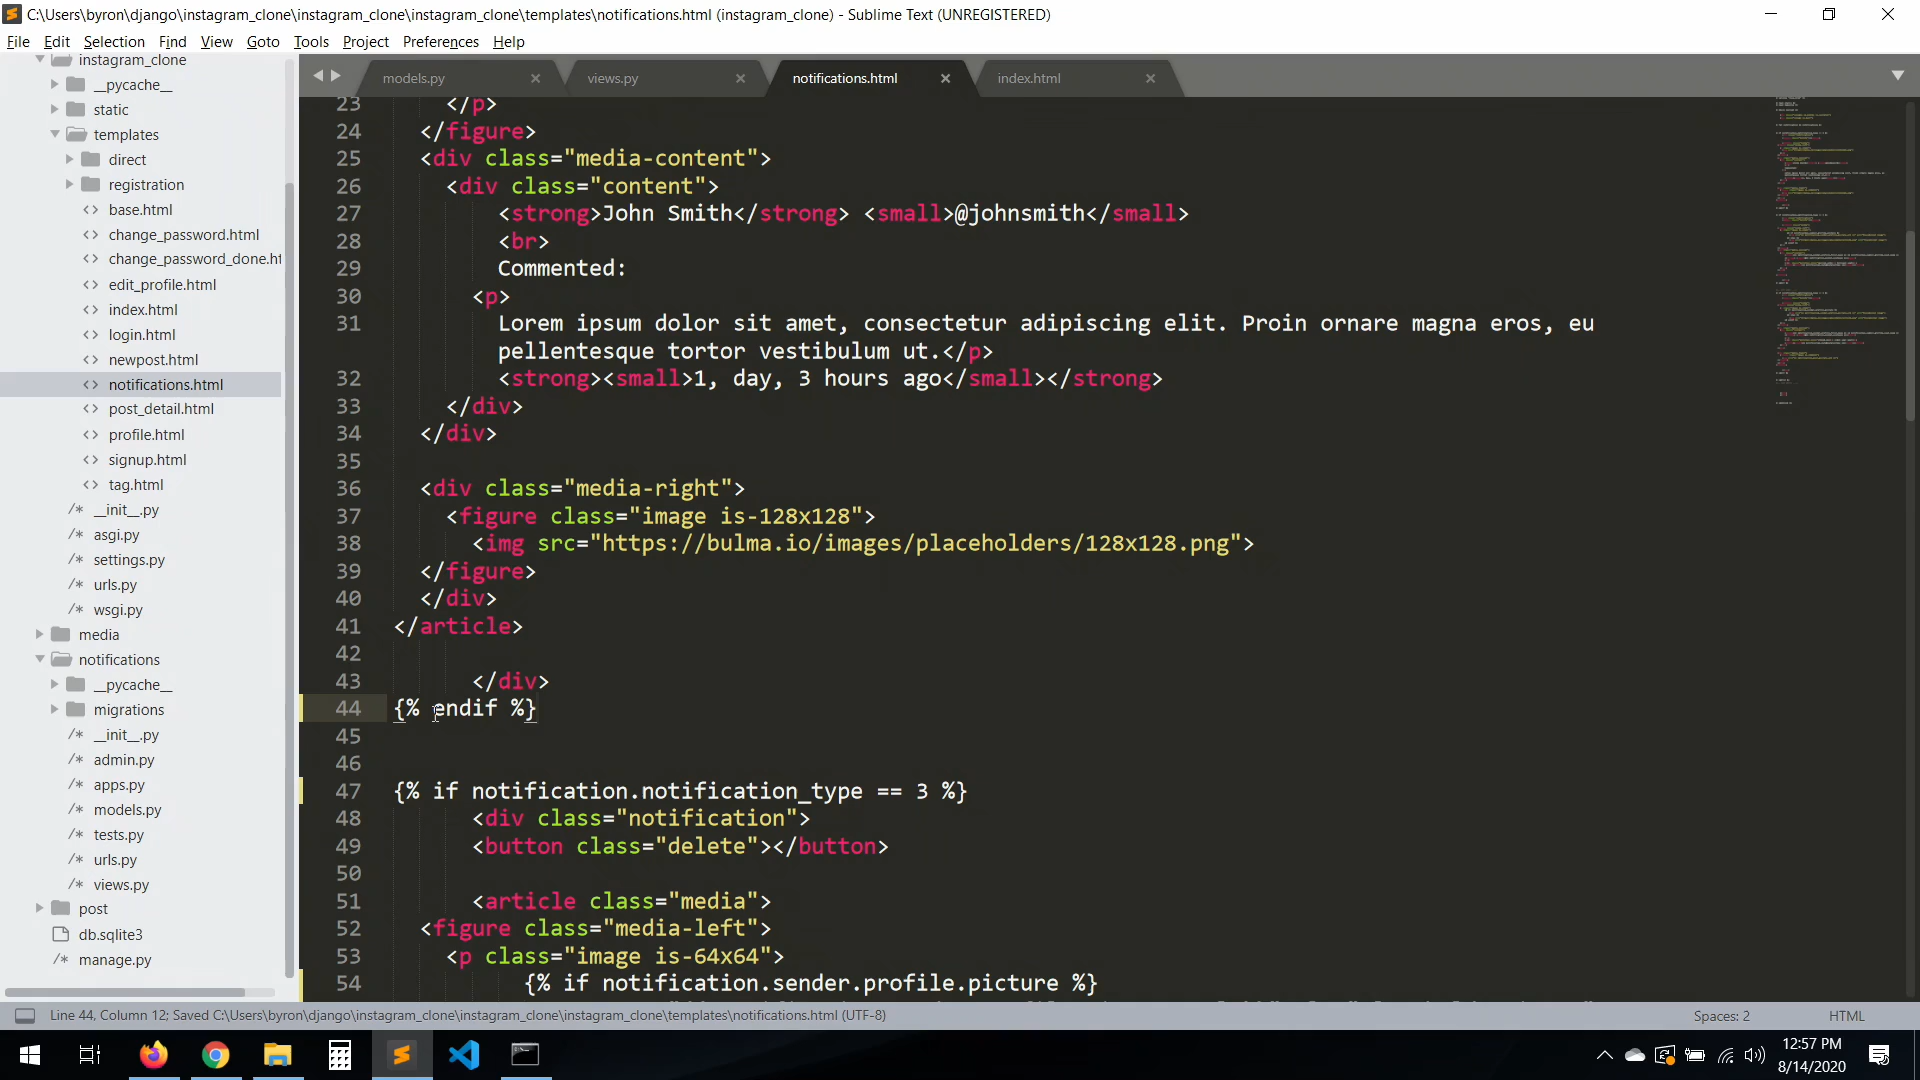 C:\Users\byron\django\instagram_clone\instagram_clone\instagram_clone\templates\notifications.html (instagram_clone) - Sublime Text (UNREGISTERED)
File Edit Selection Find View Goto Tools Project Preferences Help
instagram_clone
__pycache__
static
templates
direct
registration
base.html
change_password.html
change_password_done.ht
edit_profile.html
index.html
login.html
newpost.html
notifications.html
post_detail.html
profile.html
signup.html
tag.html
__init__.py
asgi.py
settings.py
urls.py
wsgi.py
media
notifications
__pycache__
migrations
__init__.py
admin.py
apps.py
models.py
tests.py
urls.py
views.py
post
db.sqlite3
manage.py
models.py views.py notifications.html index.html
23 </p>
24 </figure>
25 <div class="media-content">
26 <div class="content">
27 <strong>John Smith</strong> <small>@johnsmith</small>
28 <br>
29 Commented:
30 <p>
31 Lorem ipsum dolor sit amet, consectetur adipiscing elit. Proin ornare magna eros, eu
pellentesque tortor vestibulum ut.</p>
32 <strong><small>1, day, 3 hours ago</small></strong>
33 </div>
34 </div>
35
36 <div class="media-right">
37 <figure class="image is-128x128">
38 <img src="https://bulma.io/images/placeholders/128x128.png">
39 </figure>
40 </div>
41 </article>
42
43 </div>
44 {% endif %}
45
46
47 {% if notification.notification_type == 3 %}
48 <div class="notification">
49 <button class="delete"></button>
50
51 <article class="media">
52 <figure class="media-left">
53 <p class="image is-64x64">
54 {% if notification.sender.profile.picture %}
Line 44, Column 12; Saved C:\Users\byron\django\instagram_clone\instagram_clone\instagram_clone\templates\notifications.html (UTF-8)
Spaces: 2
HTML
12:57 PM
8/14/2020